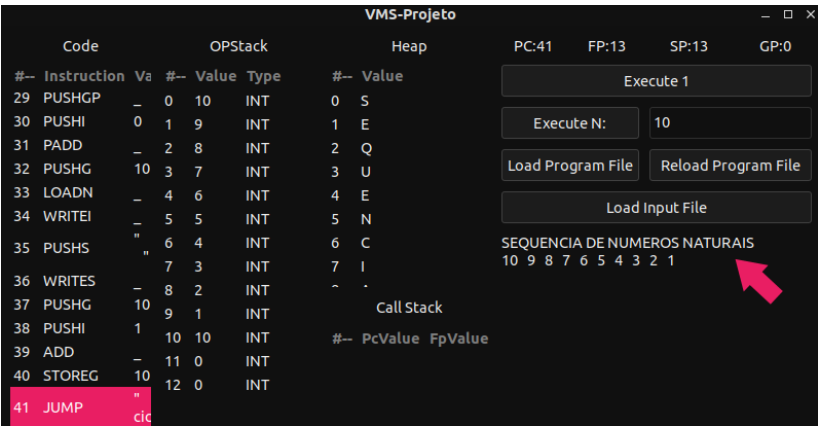 VMS-Projeto
Code
#-- Instruction Va
29 PUSHGP _
30 PUSHI 0
31 PADD _
32 PUSHG 10
33 LOADN _
34 WRITEI _
35 PUSHS " "
36 WRITES _
37 PUSHG 10
38 PUSHI 1
39 ADD _
40 STOREG 10
41 JUMP " cic
OPStack
#-- Value Type
0 10 INT
1 9 INT
2 8 INT
3 7 INT
4 6 INT
5 5 INT
6 4 INT
7 3 INT
8 2 INT
9 1 INT
10 10 INT
11 0 INT
12 0 INT
Heap
#-- Value
0 S
1 E
2 Q
3 U
4 E
5 N
6 C
7 I
Call Stack
#-- PcValue FpValue
PC:41 FP:13 SP:13 GP:0
Execute 1
Execute N: 10
Load Program File Reload Program File
Load Input File
SEQUENCIA DE NUMEROS NATURAIS
10 9 8 7 6 5 4 3 2 1